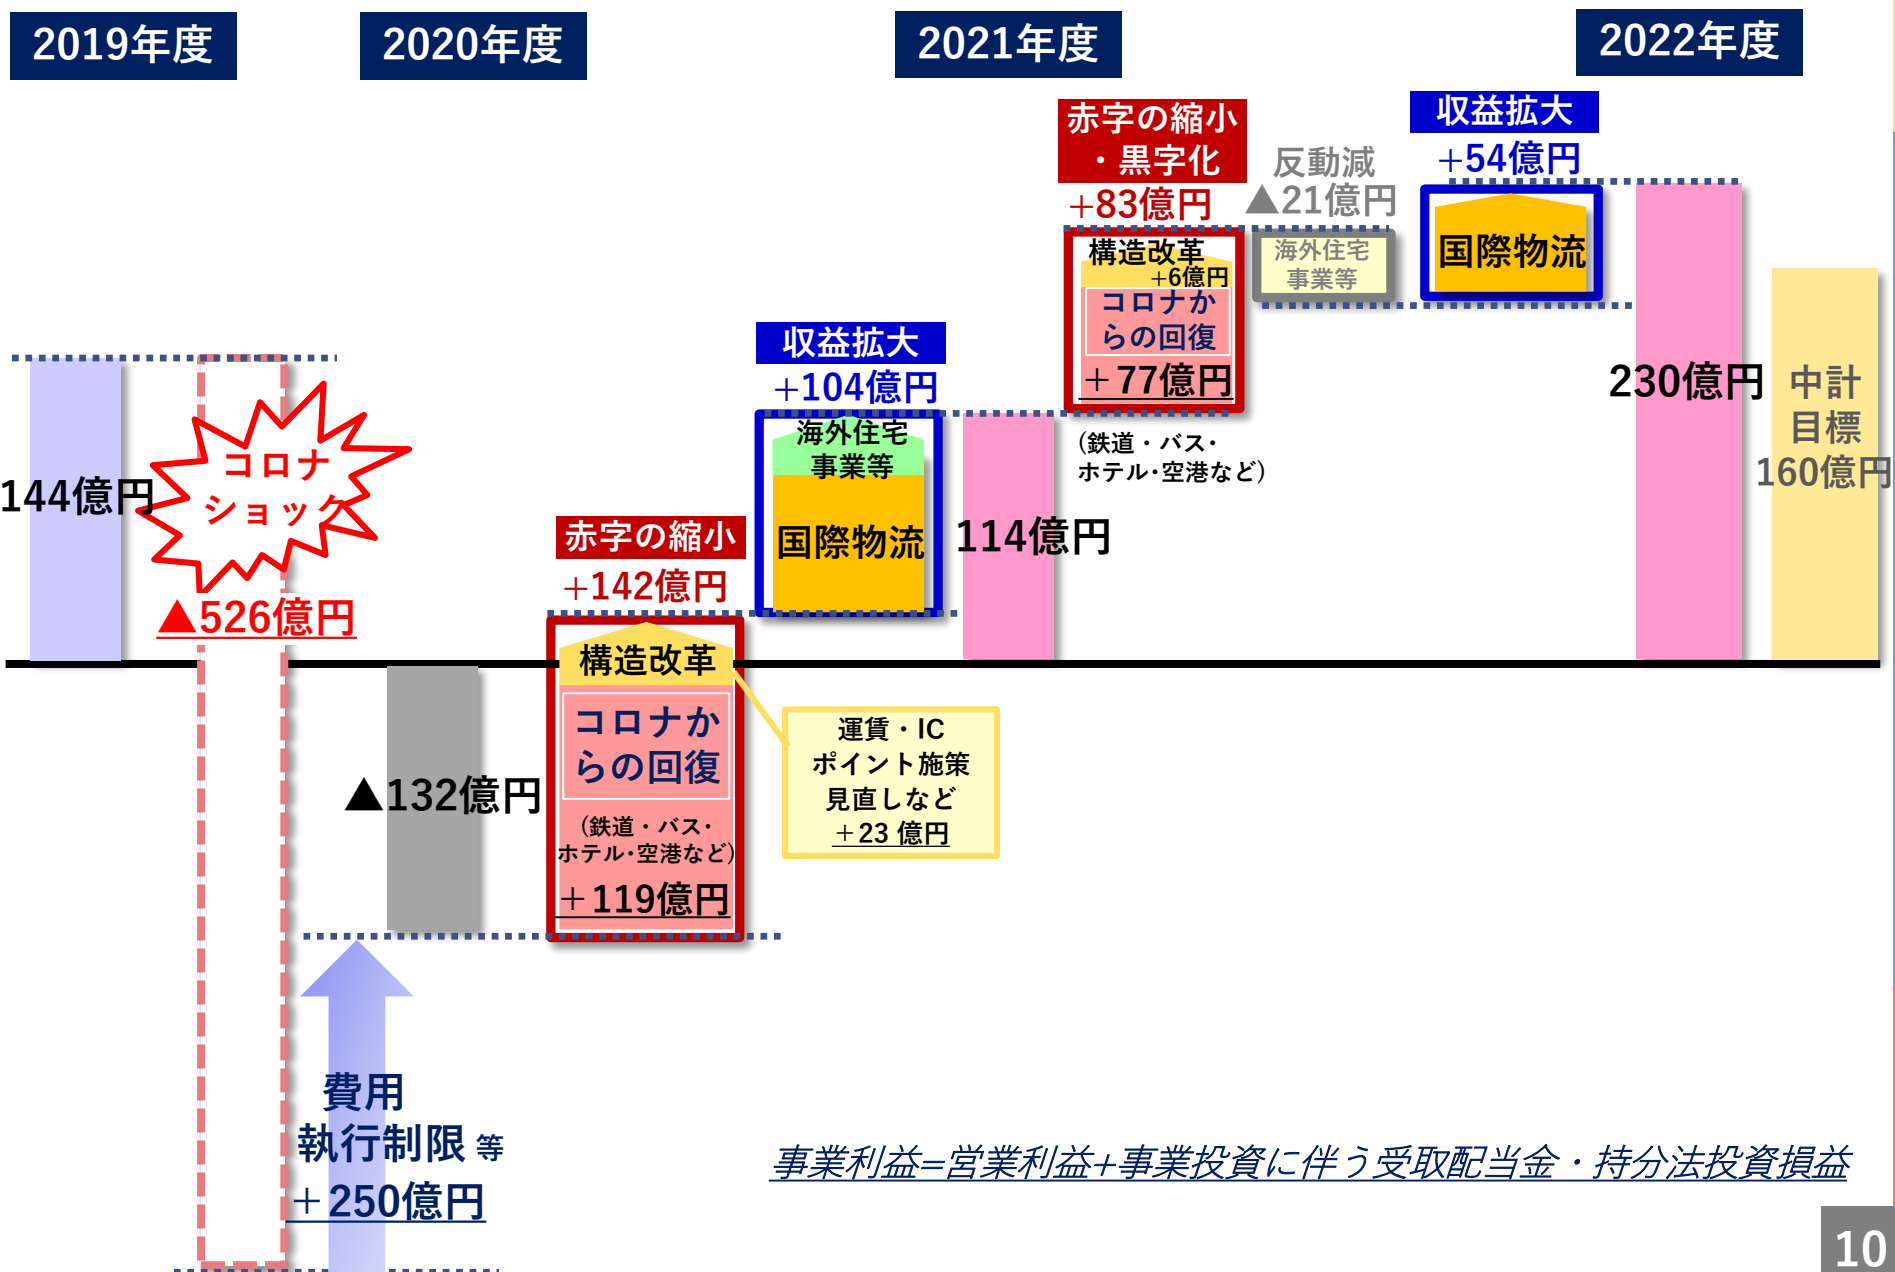 2019年度
2020年度
2021年度
2022年度
144億円
コロナ
ショック
▲526億円
費用
執行制限 等
＋250億円
▲132億円
赤字の縮小
＋142億円
構造改革
コロナか
らの回復
(鉄道・バス・
ホテル・空港など)
＋119億円
運賃・IC
ポイント施策
見直しなど
＋23 億円
収益拡大
＋104億円
海外住宅
事業等
国際物流
114億円
赤字の縮小
・黒字化
＋83億円
構造改革
＋6億円
コロナか
らの回復
＋77億円
(鉄道・バス・
ホテル・空港など)
反動減
▲21億円
海外住宅
事業等
収益拡大
＋54億円
国際物流
230億円
中計
目標
160億円
事業利益=営業利益+事業投資に伴う受取配当金・持分法投資損益
10